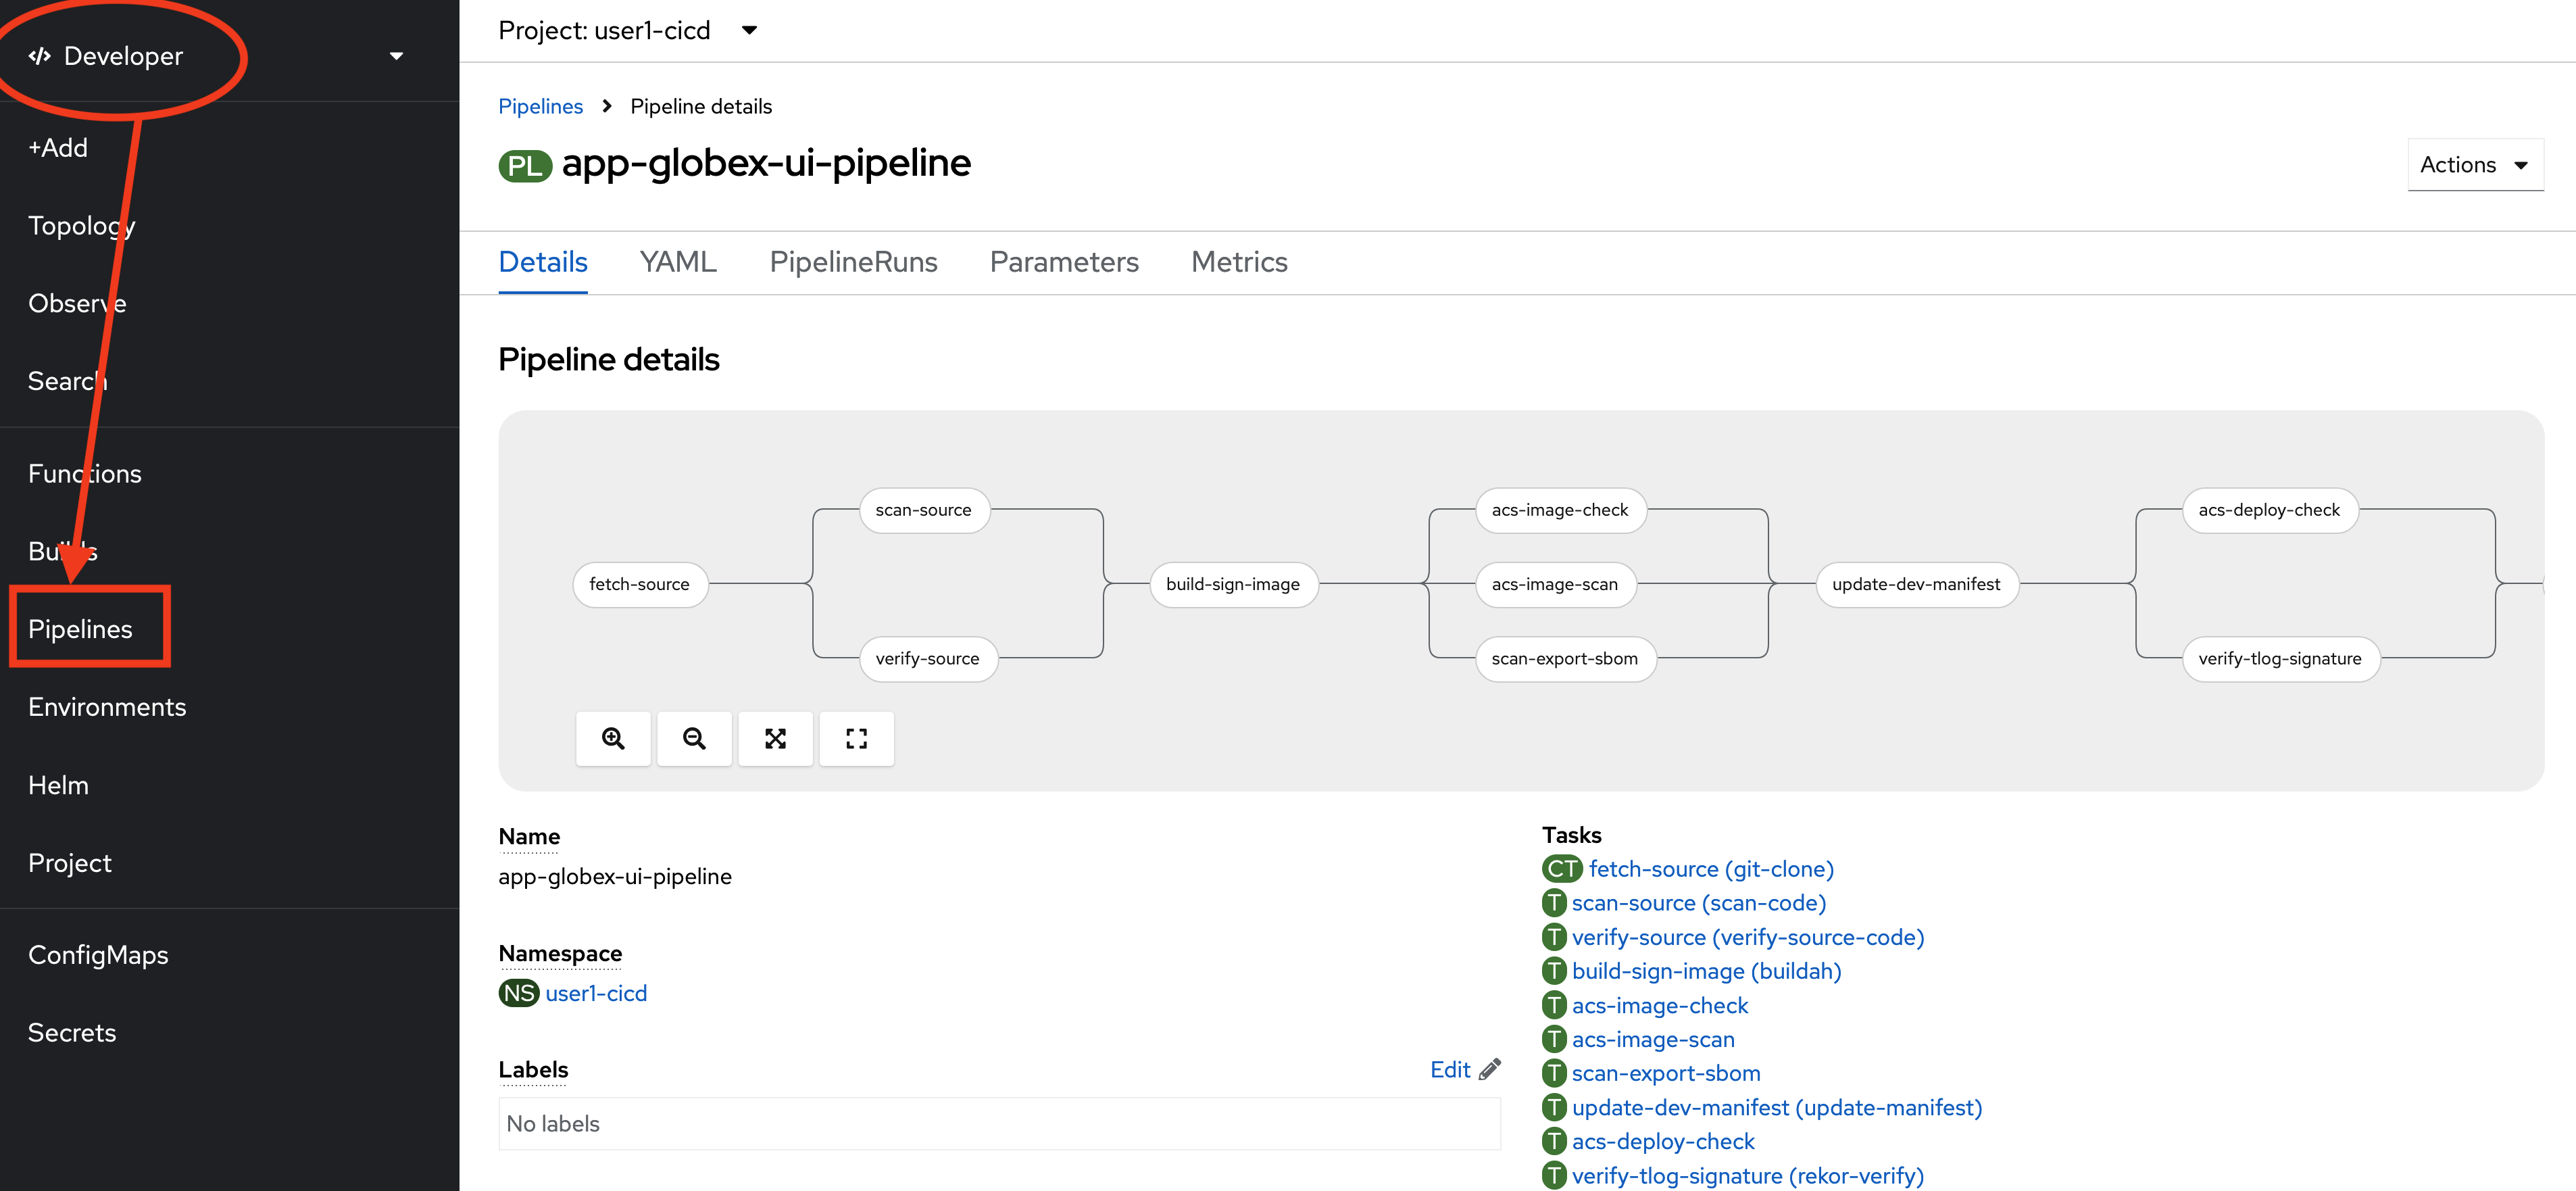 </> Developer
+Add
Topology
Observe
Search
Functions
Builds
Pipelines
Environments
Helm
Project
ConfigMaps
Secrets
Project: user1-cicd
Pipelines > Pipeline details
PL app-globex-ui-pipeline
Actions
Details YAML PipelineRuns Parameters Metrics
Pipeline details
scan-source acs-image-check acs-deploy-check
fetch-source build-sign-image acs-image-scan update-dev-manifest
verify-source scan-export-sbom verify-tlog-signature
Name
app-globex-ui-pipeline
Namespace
NS user1-cicd
Labels Edit
No labels
Tasks
CT fetch-source (git-clone)
T scan-source (scan-code)
T verify-source (verify-source-code)
T build-sign-image (buildah)
T acs-image-check
T acs-image-scan
T scan-export-sbom
T update-dev-manifest (update-manifest)
T acs-deploy-check
T verify-tlog-signature (rekor-verify)